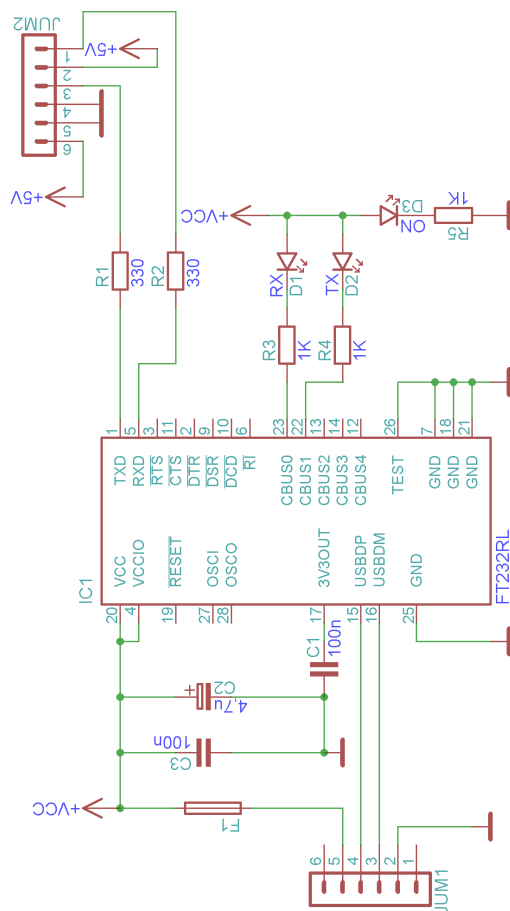 JUM2
1
2
3
4
5
6
+5V
+5V
R1
330
R2
330
+VCC
RX
D1
TX
D2
D3
ON
R5
1K
R3
1K
R4
1K
1
5
3
11
2
9
10
6
23
22
13
14
12
26
7
18
21
TXD
RXD
RTS
CTS
DTR
DSR
DCD
RI
CBUS0
CBUS1
CBUS2
CBUS3
CBUS4
TEST
GND
GND
GND
IC1
FT232RL
VCC
VCCIO
RESET
OSCI
OSCO
3V3OUT
USBDP
USBDM
GND
20
4
19
27
28
17
15
16
25
C1
100n
C2
4,7u
+
C3
100n
+VCC
F1
6
5
4
3
2
1
JUM1